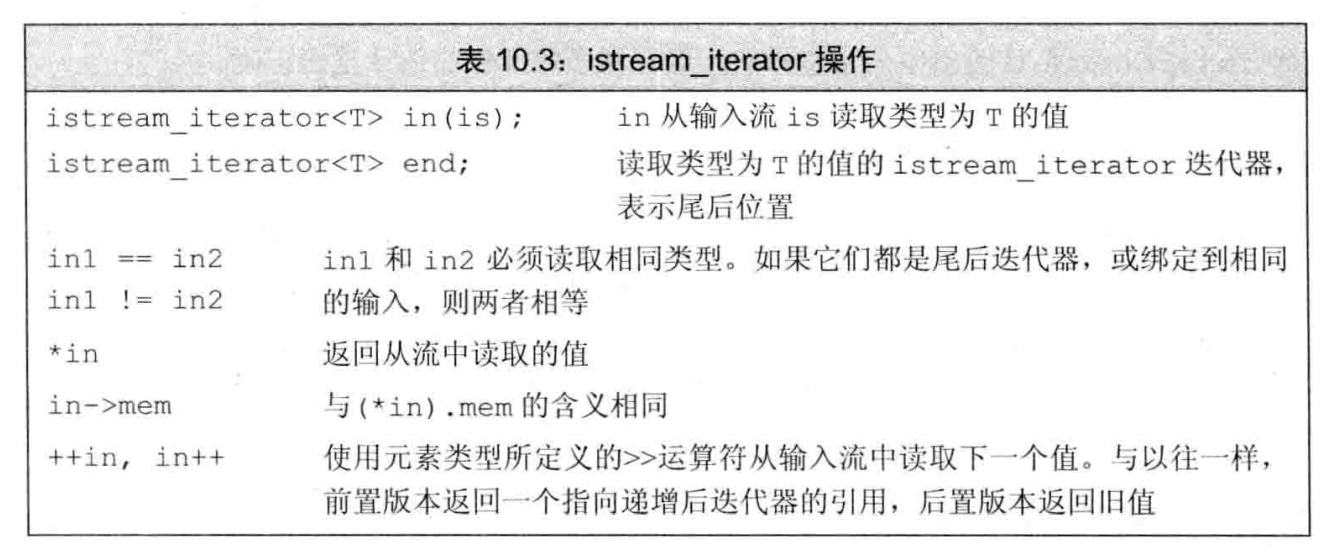 表 10.3：istream_iterator 操作
istream_iterator<T> in(is); in 从输入流 is 读取类型为 T 的值
istream_iterator<T> end; 读取类型为 T 的值的 istream_iterator 迭代器，
表示尾后位置
in1 == in2 in1 和 in2 必须读取相同类型。如果它们都是尾后迭代器，或绑定到相同
in1 != in2 的输入，则两者相等
*in 返回从流中读取的值
in->mem 与(*in).mem 的含义相同
++in, in++ 使用元素类型所定义的>>运算符从输入流中读取下一个值。与以往一样，
前置版本返回一个指向递增后迭代器的引用，后置版本返回旧值